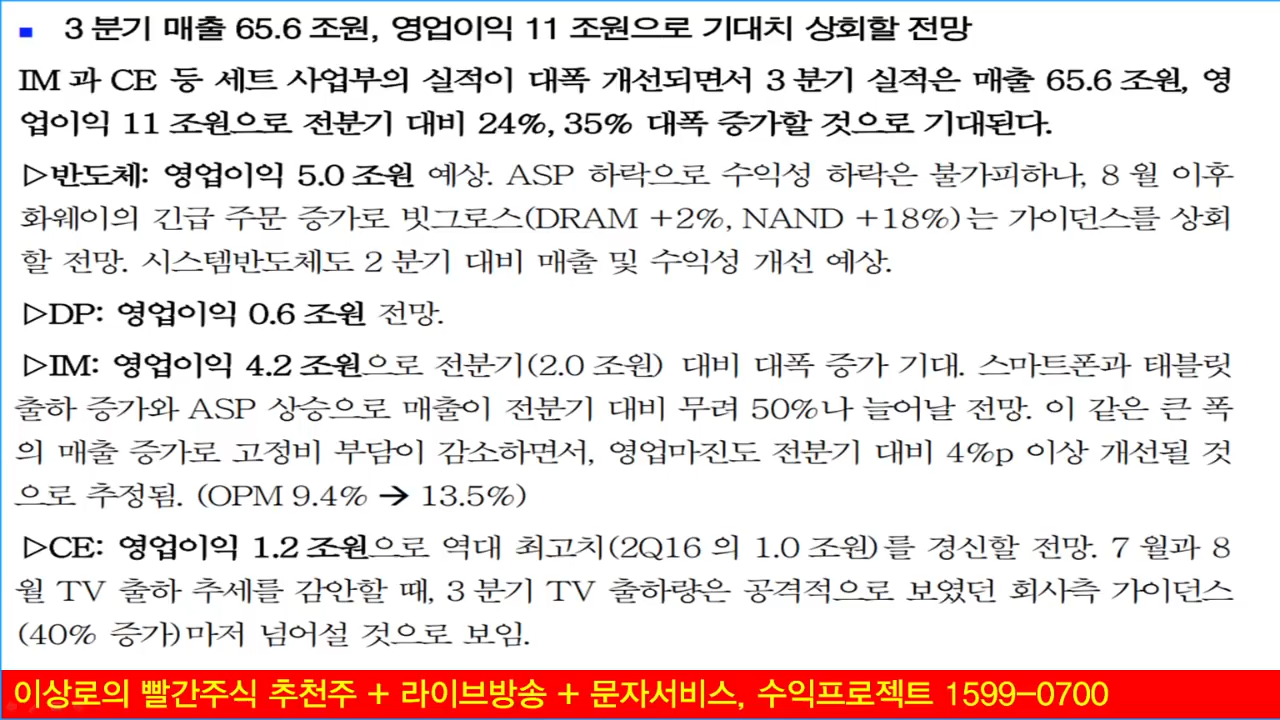 ▪ 3분기 매출 65.6조원, 영업이익 11조원으로 기대치 상회할 전망
IM과 CE 등 세트 사업부의 실적이 대폭 개선되면서 3분기 실적은 매출 65.6조원, 영
업이익 11조원으로 전분기 대비 24%, 35% 대폭 증가할 것으로 기대된다.
▷반도체: 영업이익 5.0조원 예상. ASP 하락으로 수익성 하락은 불가피하나, 8월 이후
화웨이의 긴급 주문 증가로 빗그로스(DRAM +2%, NAND +18%)는 가이던스를 상회
할 전망. 시스템반도체도 2분기 대비 매출 및 수익성 개선 예상.
▷DP: 영업이익 0.6조원 전망.
▷IM: 영업이익 4.2조원으로 전분기(2.0조원) 대비 대폭 증가 기대. 스마트폰과 태블릿
출하 증가와 ASP 상승으로 매출이 전분기 대비 무려 50%나 늘어날 전망. 이 같은 큰 폭
의 매출 증가로 고정비 부담이 감소하면서, 영업마진도 전분기 대비 4%p 이상 개선될 것
으로 추정됨. (OPM 9.4% → 13.5%)
▷CE: 영업이익 1.2조원으로 역대 최고치(2Q16의 1.0조원)를 경신할 전망. 7월과 8
월 TV 출하 추세를 감안할 때, 3분기 TV 출하량은 공격적으로 보였던 회사측 가이던스
(40% 증가)마저 넘어설 것으로 보임.
이상로의 빨간주식 추천주 + 라이브방송 + 문자서비스, 수익프로젝트 1599-0700